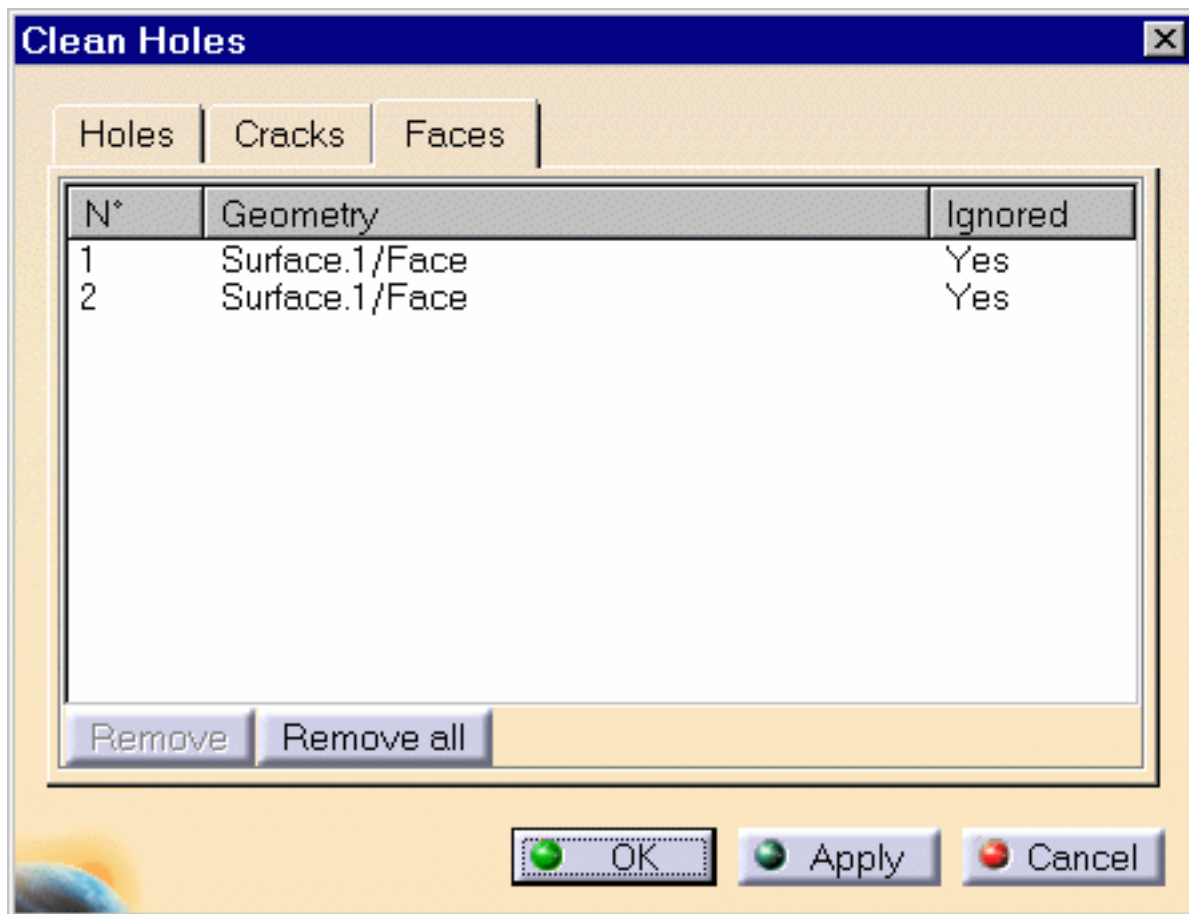 Clean Holes
Holes Cracks Faces
N° Geometry Ignored
1 Surface.1/Face Yes
2 Surface.1/Face Yes
Remove Remove all
OK Apply Cancel